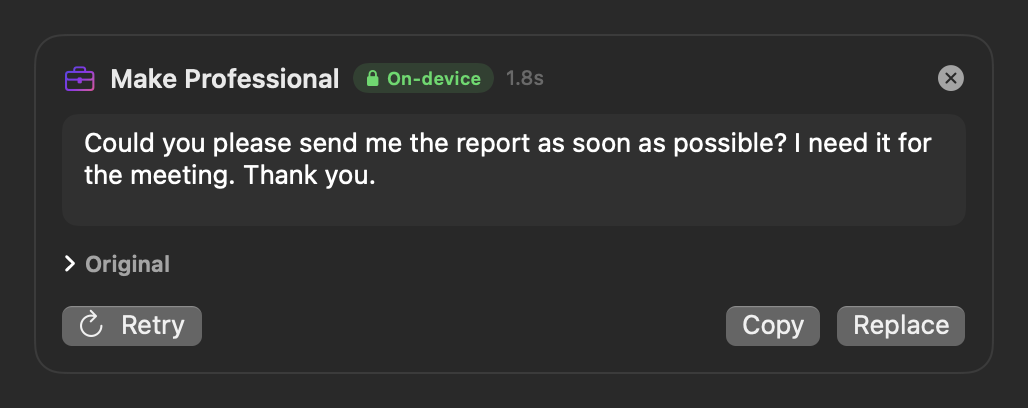 Make Professional On-device 1.8s
Could you please send me the report as soon as possible? I need it for
the meeting. Thank you.
Original
Retry Copy Replace